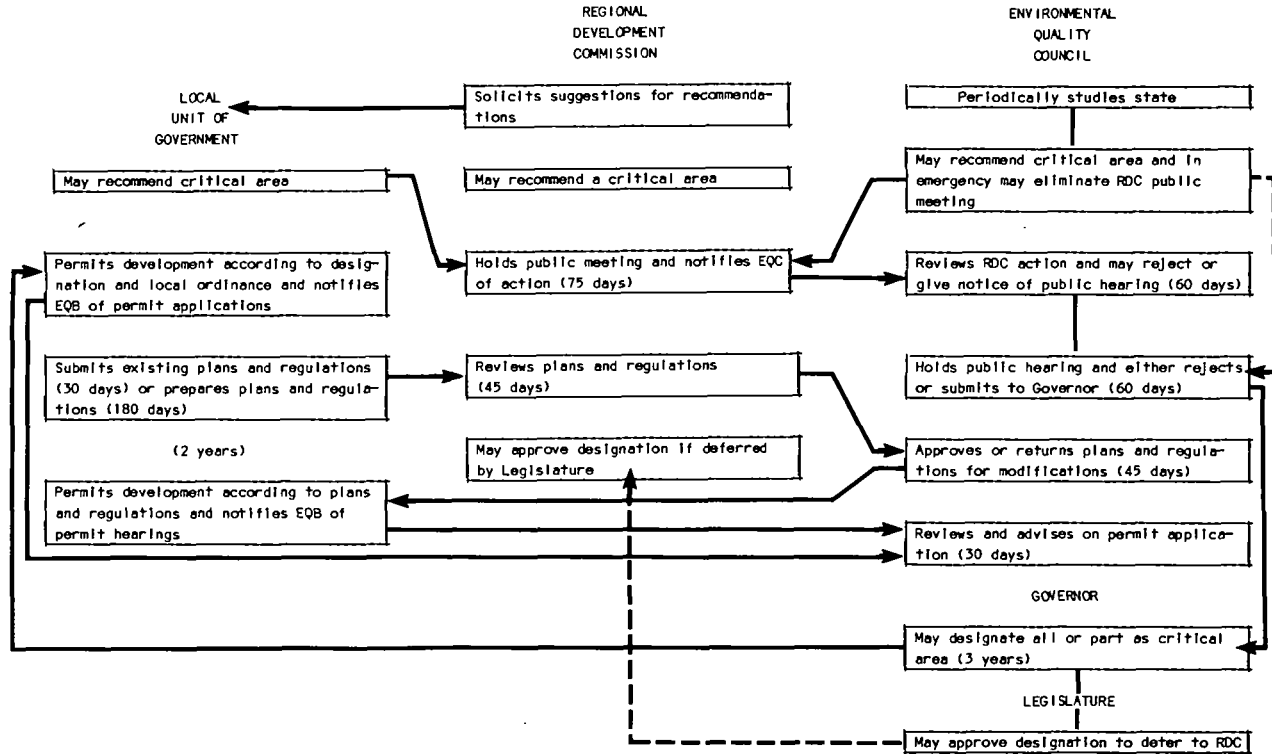 REGIONAL
DEVELOPMENT
COMMISSION
ENVIRONMENTAL
QUALITY
COUNCIL
LOCAL
UNIT OF
GOVERNMENT
Solicits suggestions for recommenda-
tions
Periodically studies state
May recommend critical area
May recommend a critical area
May recommend critical area and in
emergency may eliminate RDC public
meeting
Permits development according to desig-
nation and local ordinance and notifies
EQB of permit applications
Holds public meeting and notifies EQC
of action (75 days)
Reviews RDC action and may reject or
give notice of public hearing (60 days)
Submits existing plans and regulations
(30 days) or prepares plans and regula-
tions (180 days)
Reviews plans and regulations
(45 days)
Holds public hearing and either rejects
or submits to Governor (60 days)
(2 years)
May approve designation if deferred
by Legislature
Approves or returns plans and regula-
tions for modifications (45 days)
Permits development according to plans
and regulations and notifies EQB of
permit hearings
Reviews and advises on permit applica-
tion (30 days)
GOVERNOR
May designate all or part as critical
area (3 years)
LEGISLATURE
May approve designation to deter to RDC